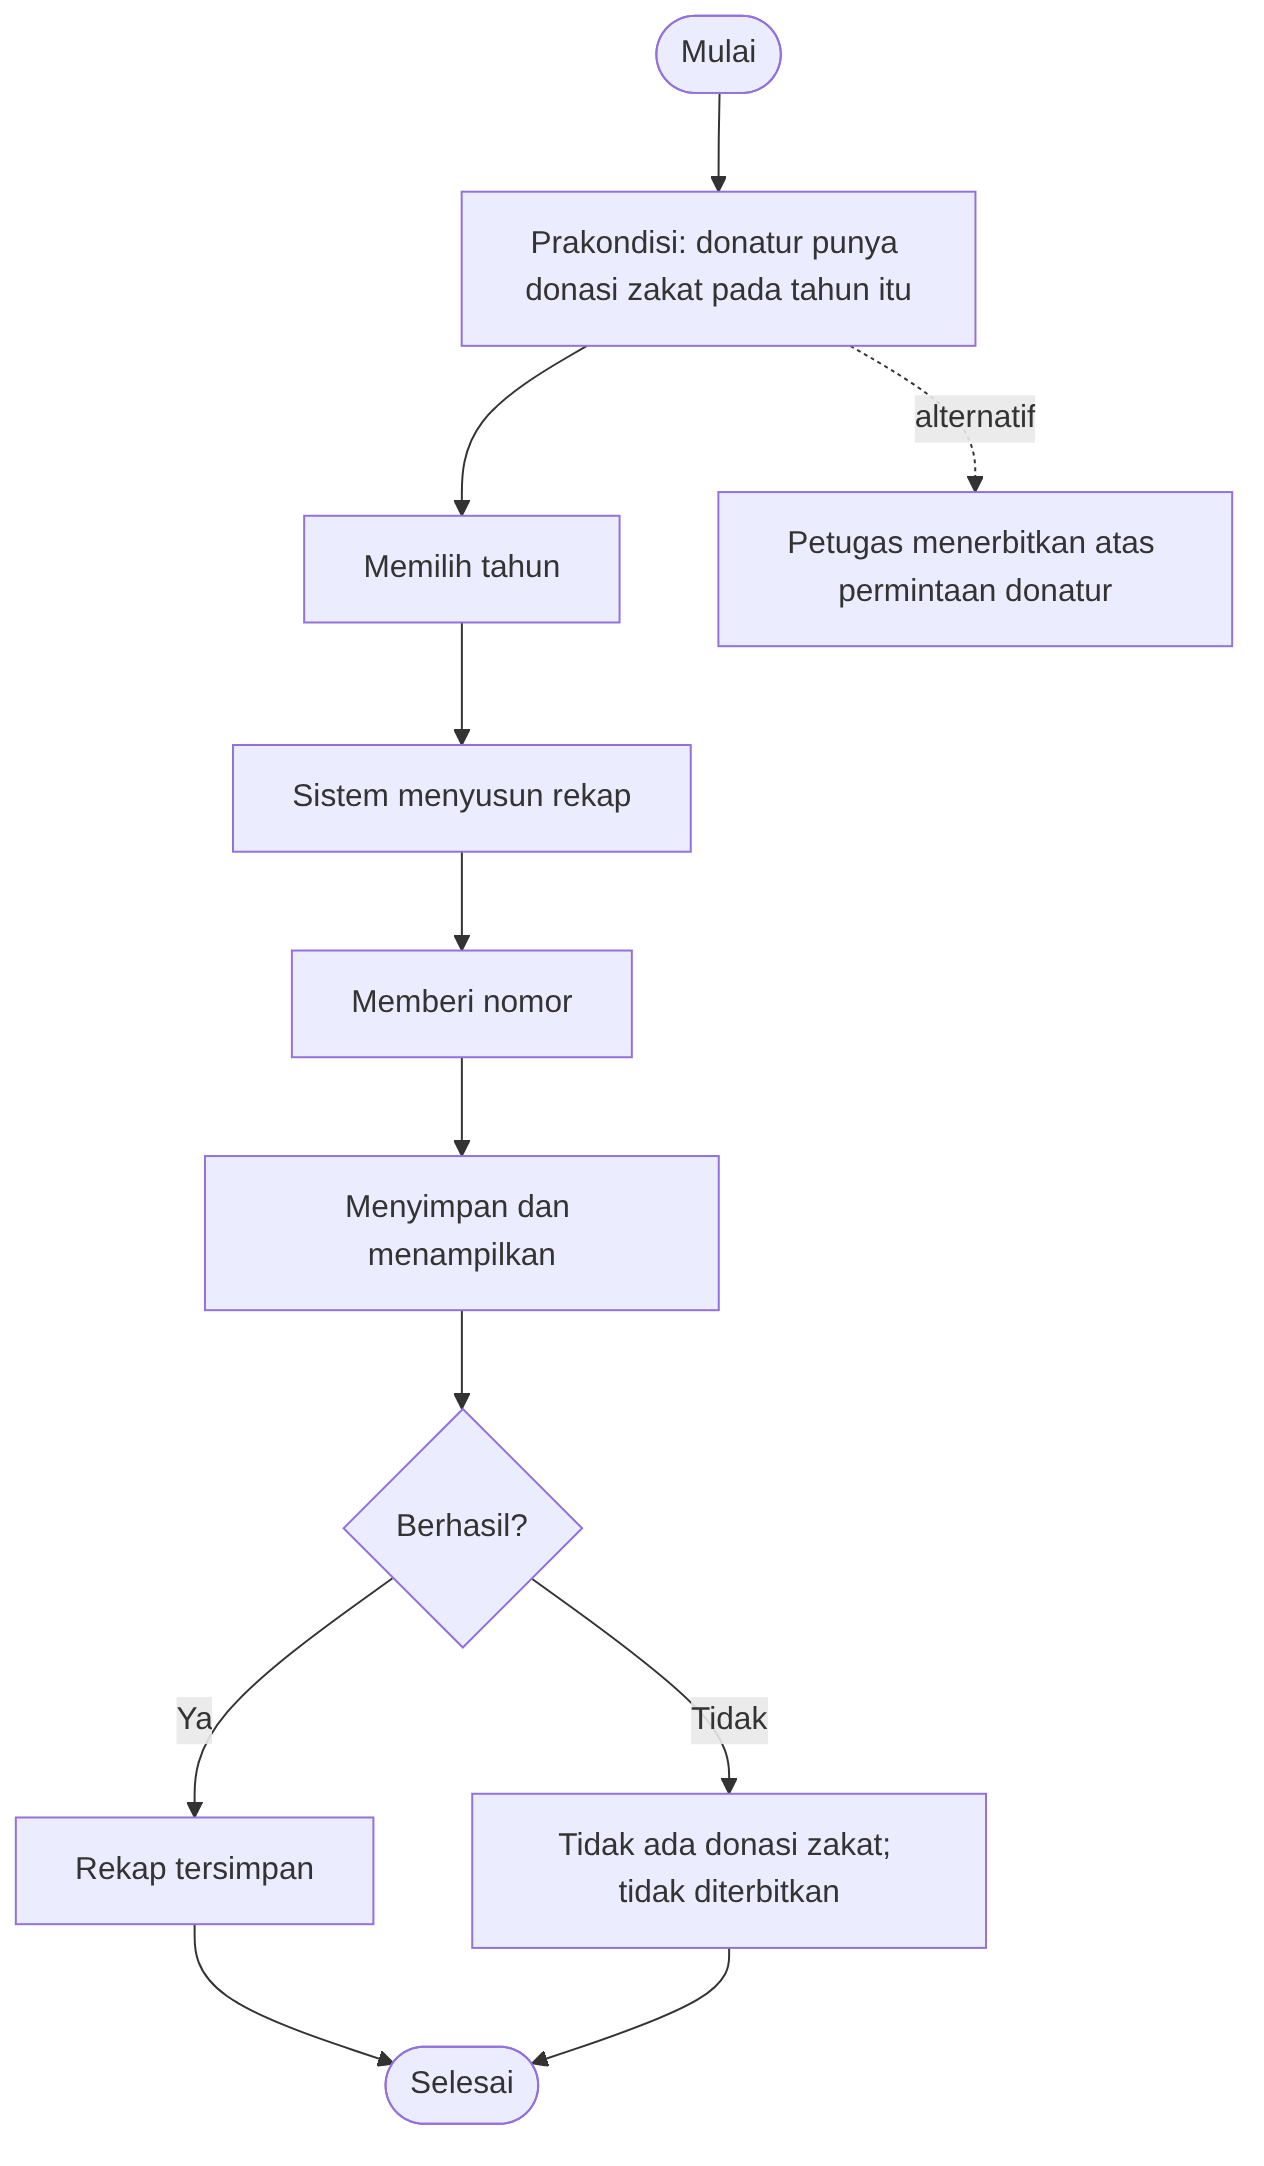 Mulai
Prakondisi: donatur punya
donasi zakat pada tahun itu
alternatif
Memilih tahun
Petugas menerbitkan atas
permintaan donatur
Sistem menyusun rekap
Memberi nomor
Menyimpan dan
menampilkan
Berhasil?
Ya
Tidak
Rekap tersimpan
Tidak ada donasi zakat;
tidak diterbitkan
Selesai